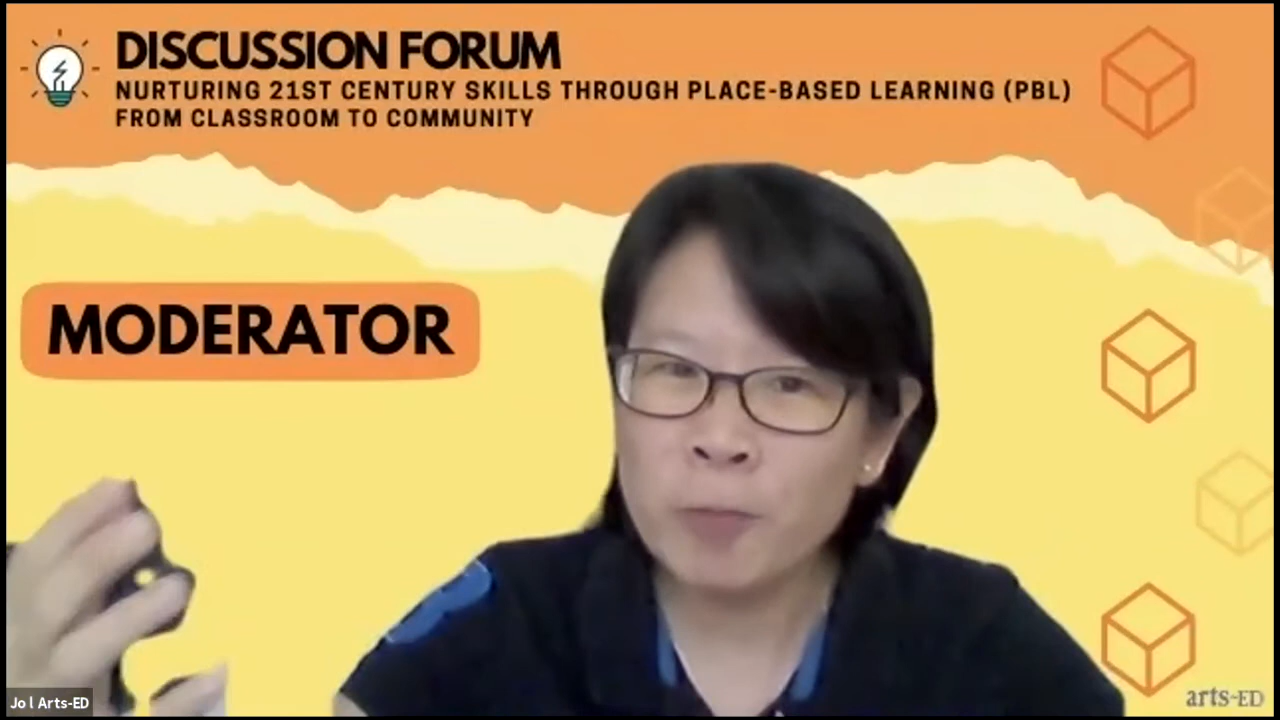 DISCUSSION FORUM
NURTURING 21ST CENTURY SKILLS THROUGH PLACE-BASED LEARNING (PBL)
FROM CLASSROOM TO COMMUNITY
MODERATOR
Jo l Arts-ED
arts-ED